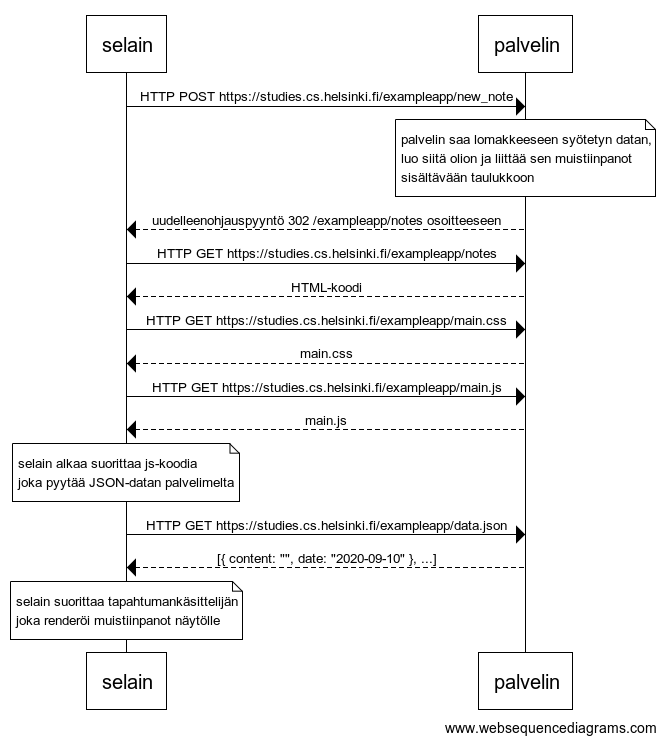 selain
palvelin
HTTP POST https://studies.cs.helsinki.fi/exampleapp/new_note
palvelin saa lomakkeeseen syötetyn datan,
luo siitä olion ja liittää sen muistiinpanot
sisältävään taulukkoon
uudelleenohjauspyyntö 302 /exampleapp/notes osoitteeseen
HTTP GET https://studies.cs.helsinki.fi/exampleapp/notes
HTML-koodi
HTTP GET https://studies.cs.helsinki.fi/exampleapp/main.css
main.css
HTTP GET https://studies.cs.helsinki.fi/exampleapp/main.js
main.js
selain alkaa suorittaa js-koodia
joka pyytää JSON-datan palvelimelta
HTTP GET https://studies.cs.helsinki.fi/exampleapp/data.json
[{ content: "", date: "2020-09-10" }, ...]
selain suorittaa tapahtumankäsittelijän
joka renderöi muistiinpanot näytölle
selain
palvelin
www.websequencediagrams.com